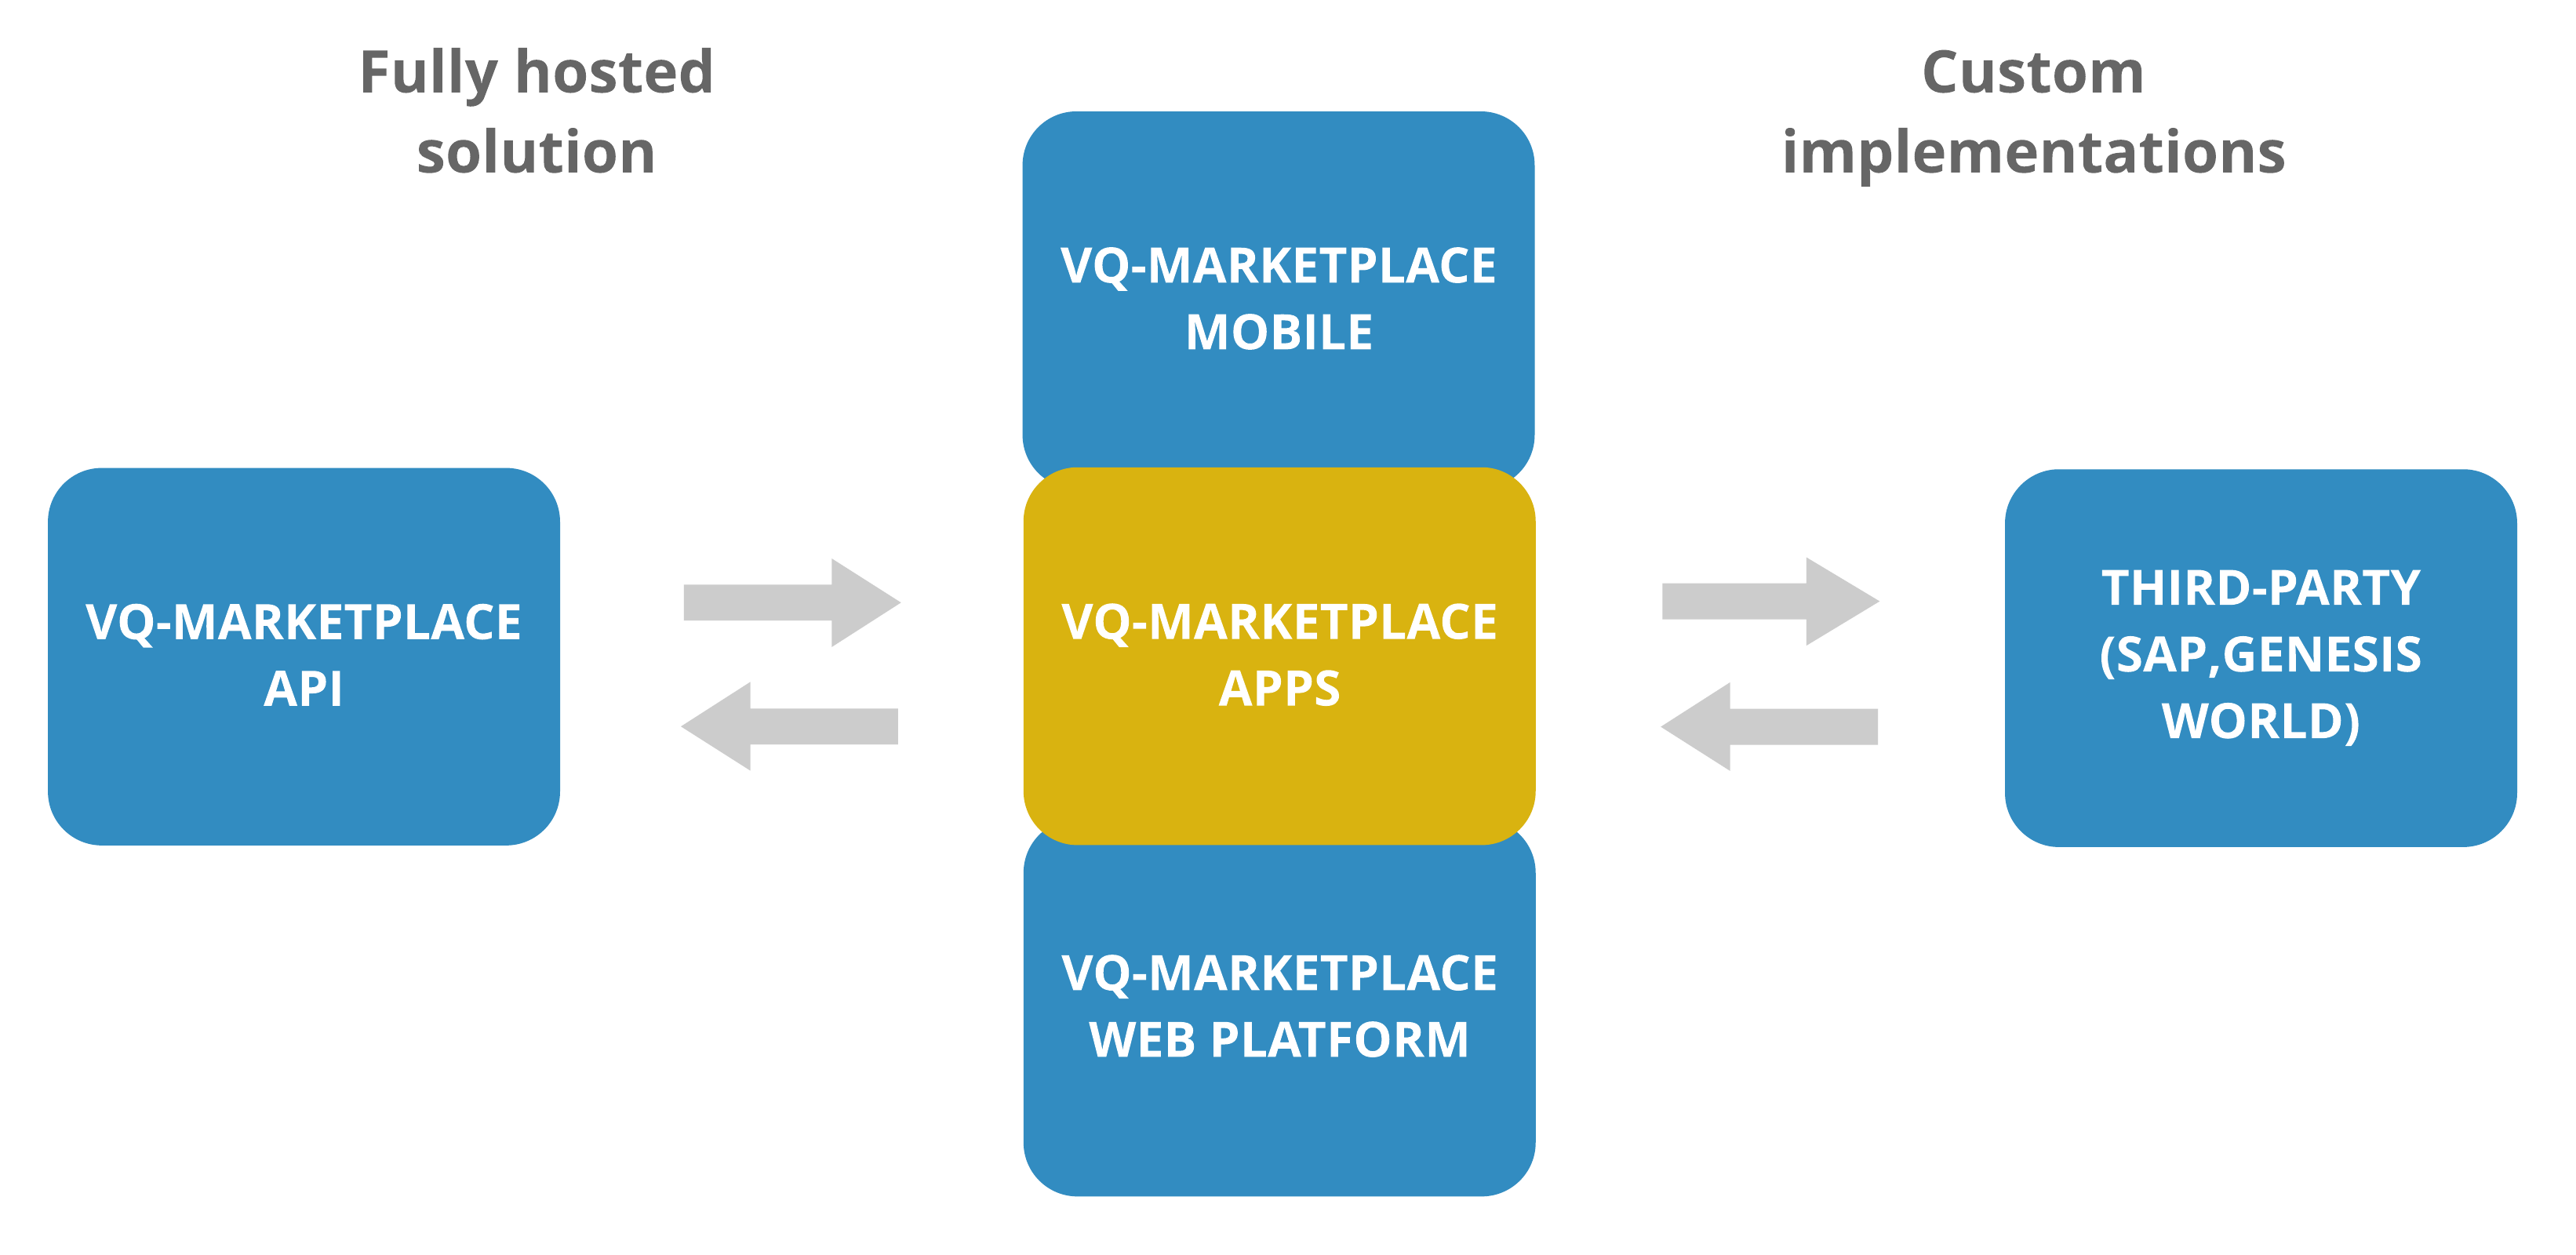 Fully hosted
solution
Custom
implementations
VQ-MARKETPLACE
MOBILE
VQ-MARKETPLACE
API
VQ-MARKETPLACE
APPS
THIRD-PARTY
(SAP,GENESIS
WORLD)
VQ-MARKETPLACE
WEB PLATFORM